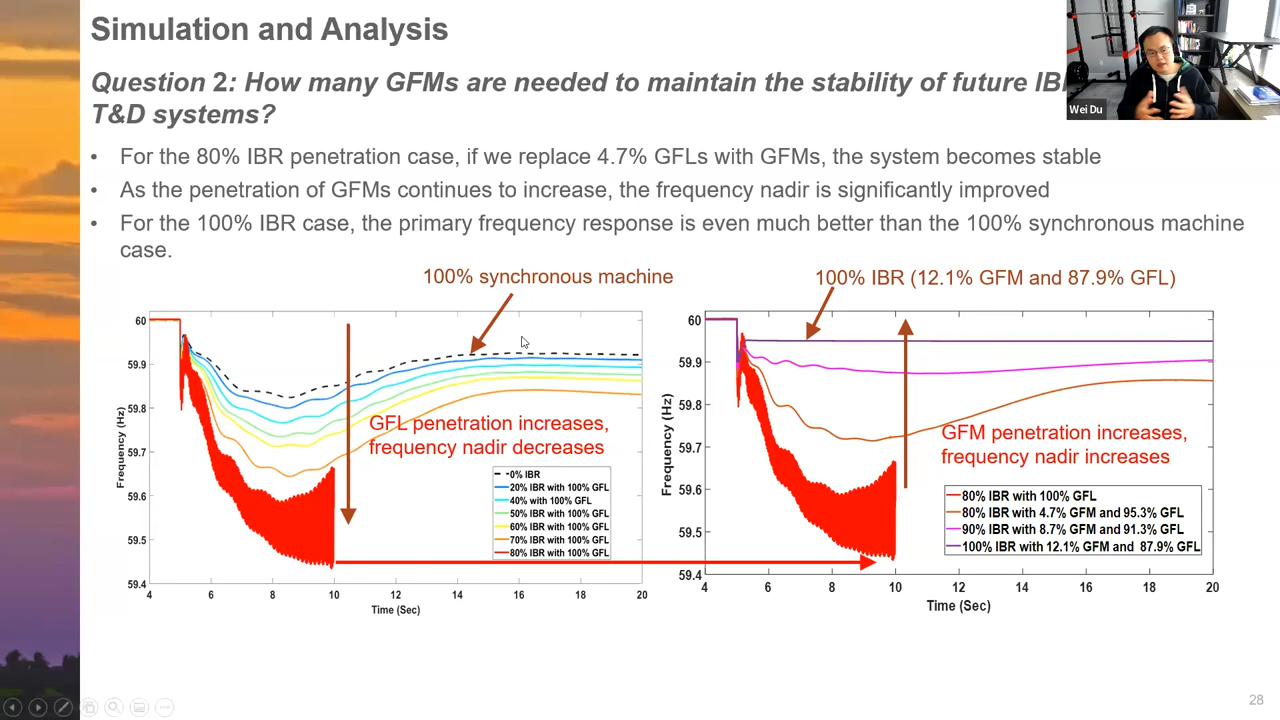 Simulation and Analysis
Question 2: How many GFMs are needed to maintain the stability of future
T&D systems?
Wei Du
• For the 80% IBR penetration case, if we replace 4.7% GFLs with GFMs, the system becomes stable
• As the penetration of GFMs continues to increase, the frequency nadir is significantly improved
• For the 100% IBR case, the primary frequency response is even much better than the 100% synchronous machine
case.
100% synchronous machine
60
59.9
59.8
59.7
59.6
59.5
59.4
Frequency (Hz)
GFL penetration increases,
frequency nadir decreases
0% IBR
20% IBR with 100% GFL
40% with 100% GFL
50% IBR with 100% GFL
60% IBR with 100% GFL
70% IBR with 100% GFL
80% IBR with 100% GFL
4 6 8 10 12 14 16 18 20
Time (Sec)
100% IBR (12.1% GFM and 87.9% GFL)
60
59.9
59.8
59.7
59.6
59.5
59.4
Frequency (Hz)
GFM penetration increases,
frequency nadir increases
80% IBR with 100% GFL
80% IBR with 4.7% GFM and 95.3% GFL
90% IBR with 8.7% GFM and 91.3% GFL
100% IBR with 12.1% GFM and 87.9% GFL
4 6 8 10 12 14 16 18 20
Time (Sec)
28